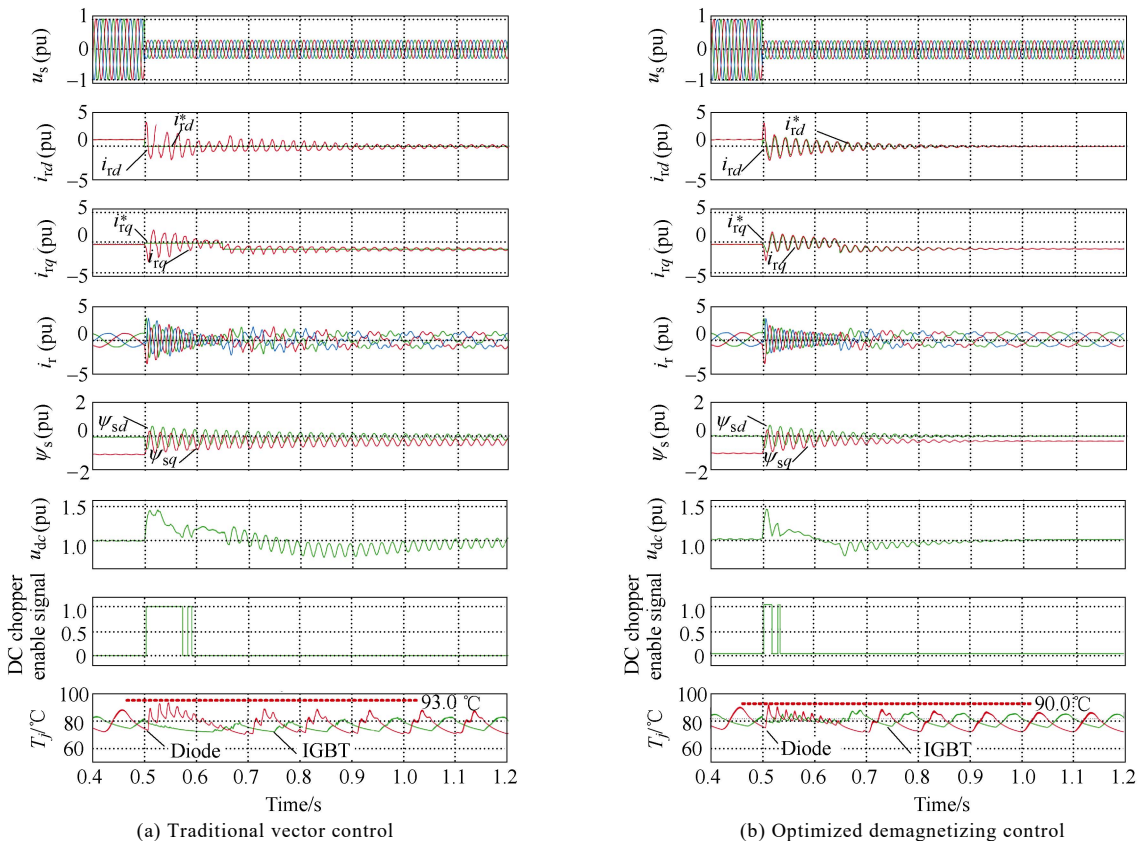 1
0
−1
u_s (pu)
5
0
−5
i_rd (pu)
i*_rd
i_rd
5
0
−5
i_rq (pu)
i*_rq
i_rq
5
0
−5
i_r (pu)
2
0
−2
ψ_s (pu)
ψ_sd
ψ_sq
1.5
1.0
u_dc (pu)
1.0
0.5
0
DC chopper
enable signal
100
80
60
T_j/℃
93.0 ℃
Diode
IGBT
0.4 0.5 0.6 0.7 0.8 0.9 1.0 1.1 1.2
Time/s
(a) Traditional vector control
1
0
−1
u_s (pu)
5
0
−5
i_rd (pu)
i*_rd
i_rd
5
0
−5
i_rq (pu)
i*_rq
i_rq
5
0
−5
i_r (pu)
2
0
−2
ψ_s (pu)
ψ_sd
ψ_sq
1.5
1.0
u_dc (pu)
1.0
0.5
0
DC chopper
enable signal
100
80
60
T_j/℃
90.0℃
Diode
IGBT
0.4 0.5 0.6 0.7 0.8 0.9 1.0 1.1 1.2
Time/s
(b) Optimized demagnetizing control